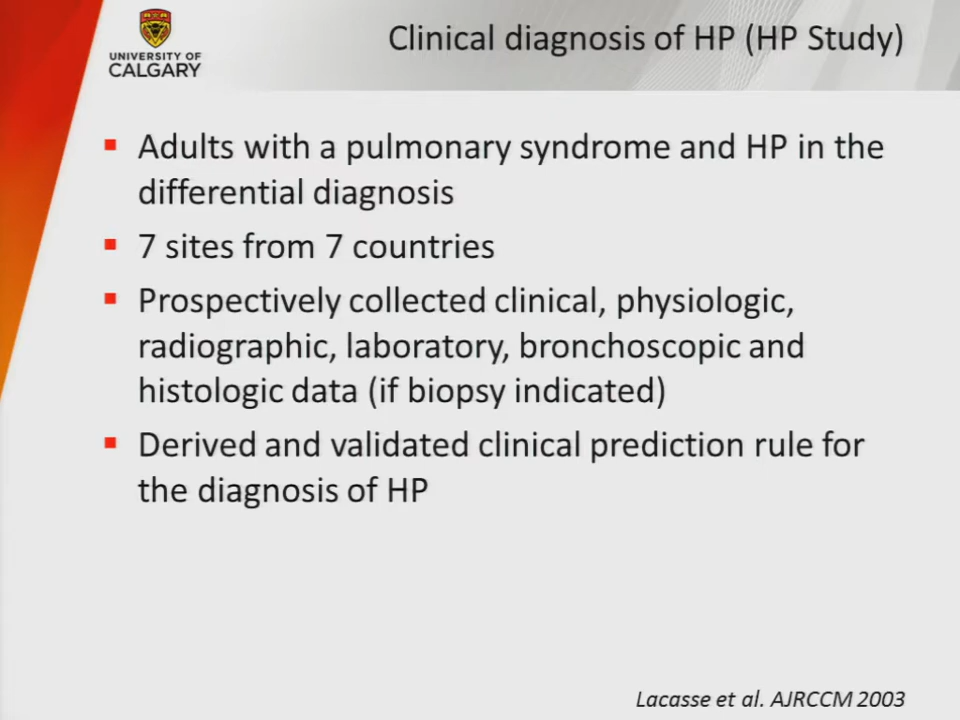 UNIVERSITY OF
CALGARY
Clinical diagnosis of HP (HP Study)
Adults with a pulmonary syndrome and HP in the
differential diagnosis
7 sites from 7 countries
Prospectively collected clinical, physiologic,
radiographic, laboratory, bronchoscopic and
histologic data (if biopsy indicated)
Derived and validated clinical prediction rule for
the diagnosis of HP
Lacasse et al. AJRCCM 2003